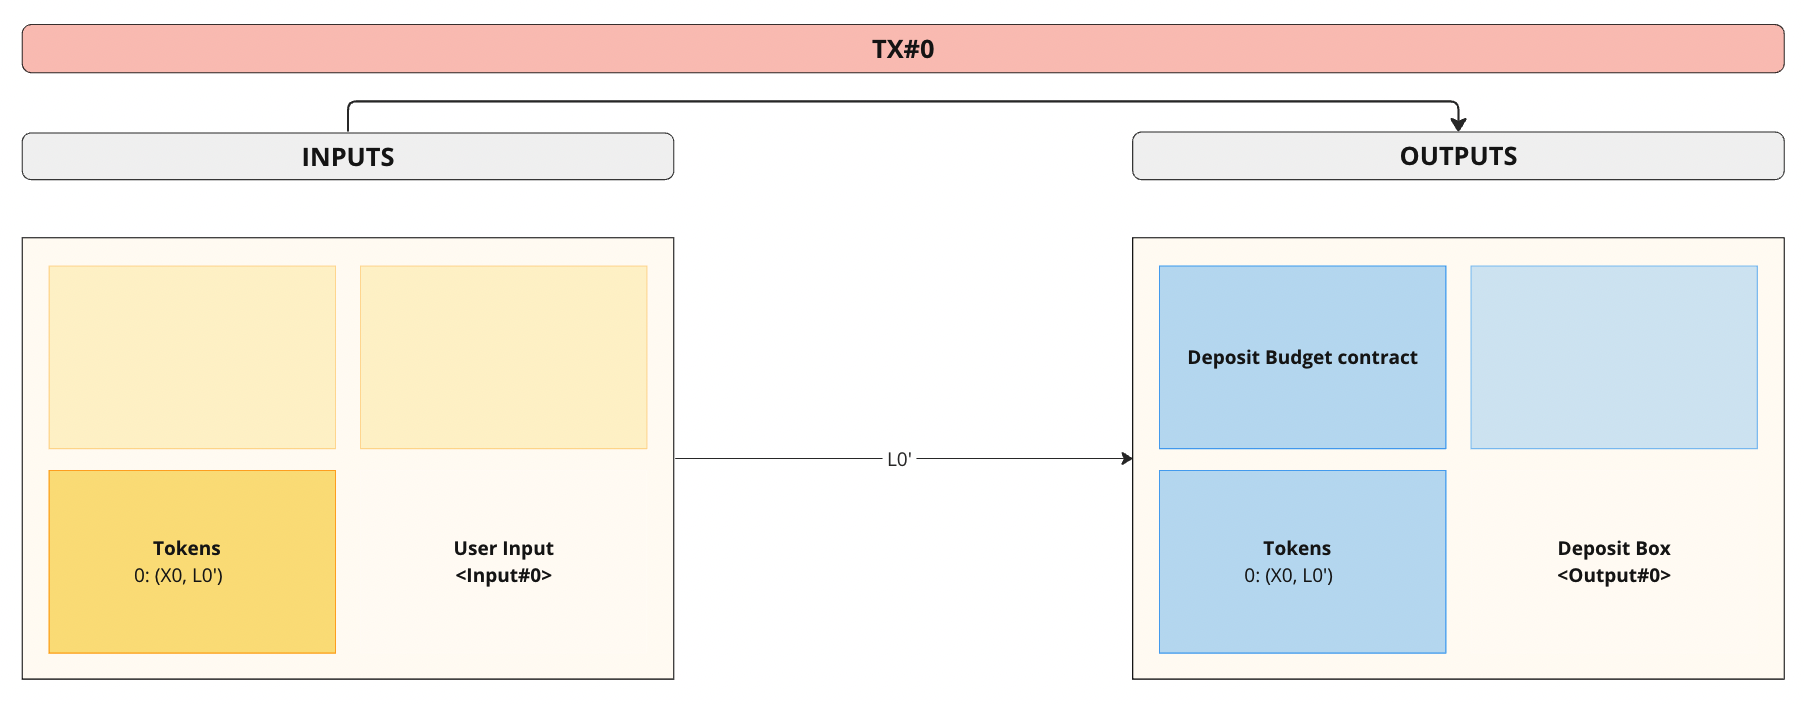 TX#0
INPUTS
OUTPUTS
Deposit Budget contract
L0'
Tokens
0: (X0, L0')
User Input
<Input#0>
Tokens
0: (X0, L0')
Deposit Box
<Output#0>